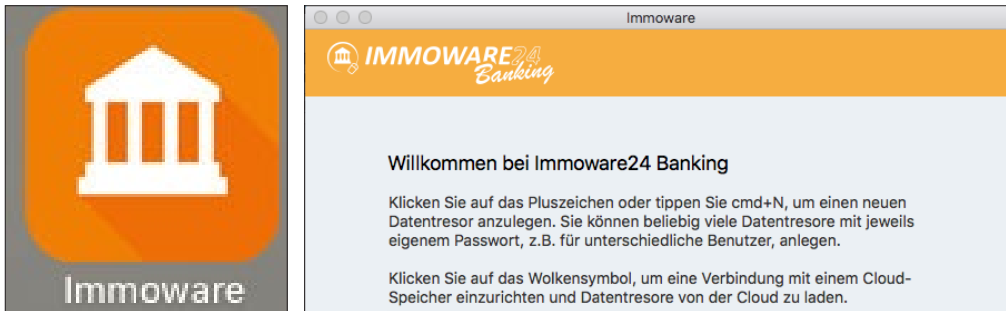 Immoware
Immoware
IMMOWARE24
Banking
Willkommen bei Immoware24 Banking
Klicken Sie auf das Pluszeichen oder tippen Sie cmd+N, um einen neuen
Datentresor anzulegen. Sie können beliebig viele Datentresore mit jeweils
eigenem Passwort, z.B. für unterschiedliche Benutzer, anlegen.
Klicken Sie auf das Wolkensymbol, um eine Verbindung mit einem Cloud-
Speicher einzurichten und Datentresore von der Cloud zu laden.